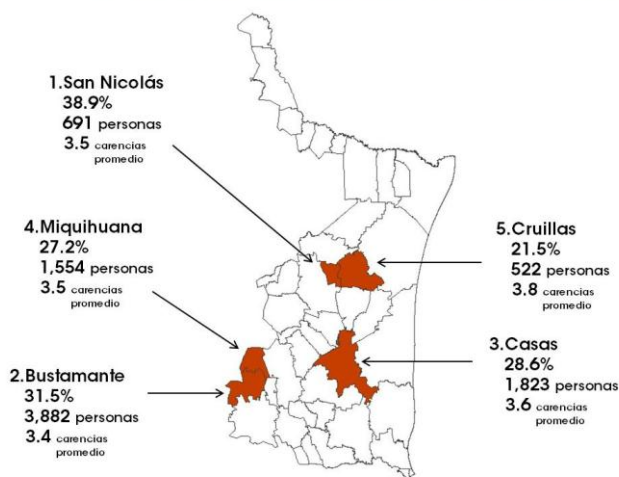 1.San Nicolás
38.9%
691 personas
3.5 carencias
promedio
4.Miquihuana
27.2%
1,554 personas
3.5 carencias
promedio
2.Bustamante
31.5%
3,882 personas
3.4 carencias
promedio
5.Cruillas
21.5%
522 personas
3.8 carencias
promedio
3.Casas
28.6%
1,823 personas
3.6 carencias
promedio